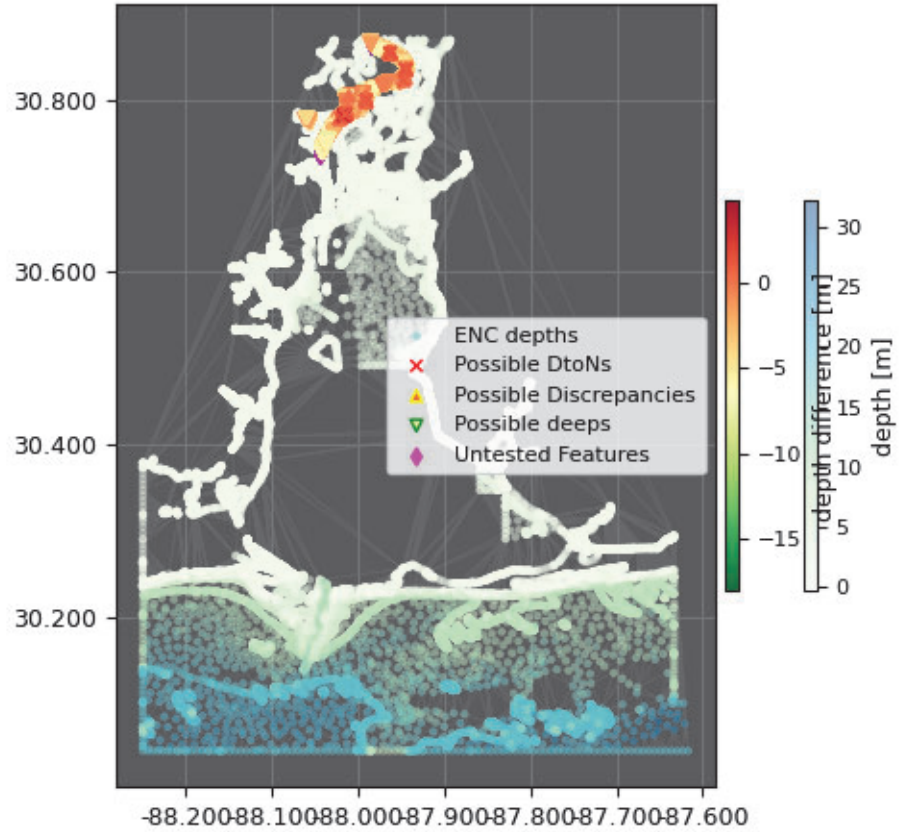 30.800
30.600
30.400
30.200
ENC depths
Possible DtoNs
Possible Discrepancies
Possible deeps
Untested Features
0
−5
−10
−15
depth difference [m]
30
25
20
15
10
5
0
depth [m]
-88.200-88.100-88.000-87.900-87.800-87.700-87.600